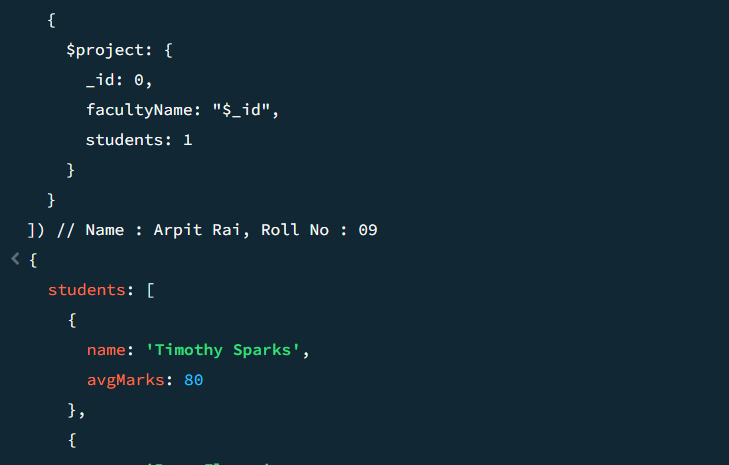 {
$project: {
_id: 0,
facultyName: "$_id",
students: 1
}
}
]) // Name : Arpit Rai, Roll No : 09
< {
students: [
{
name: 'Timothy Sparks',
avgMarks: 80
},
{